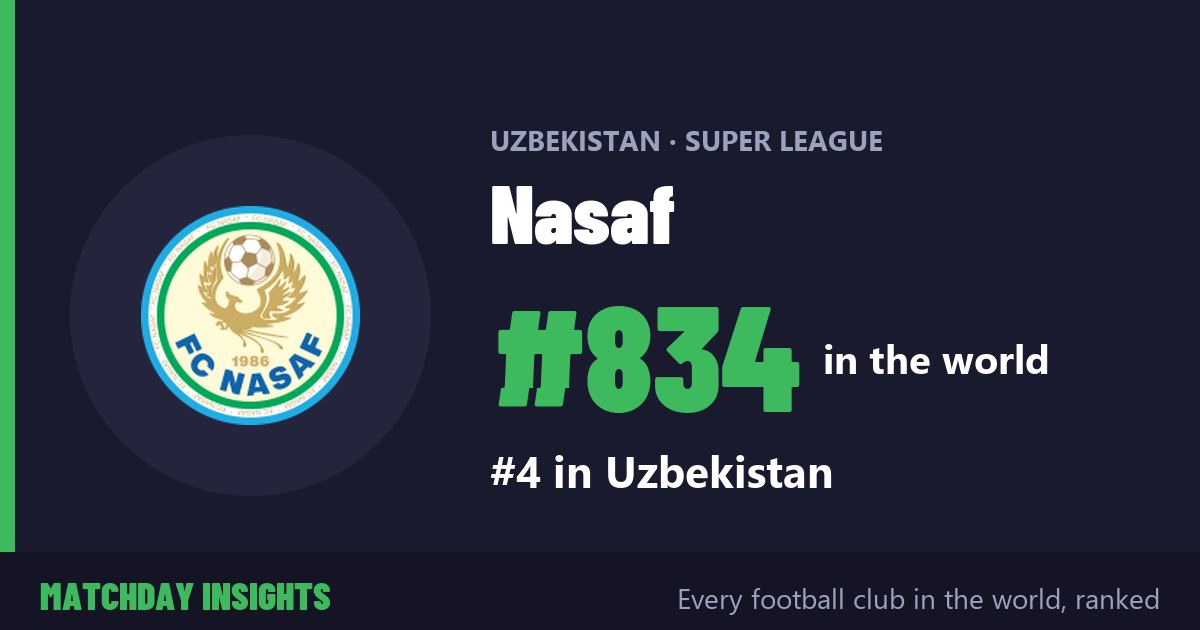 UZBEKISTAN · SUPER LEAGUE
Nasaf
#834 in the world
#4 in Uzbekistan
1986
FC NASAF
MATCHDAY INSIGHTS
Every football club in the world, ranked